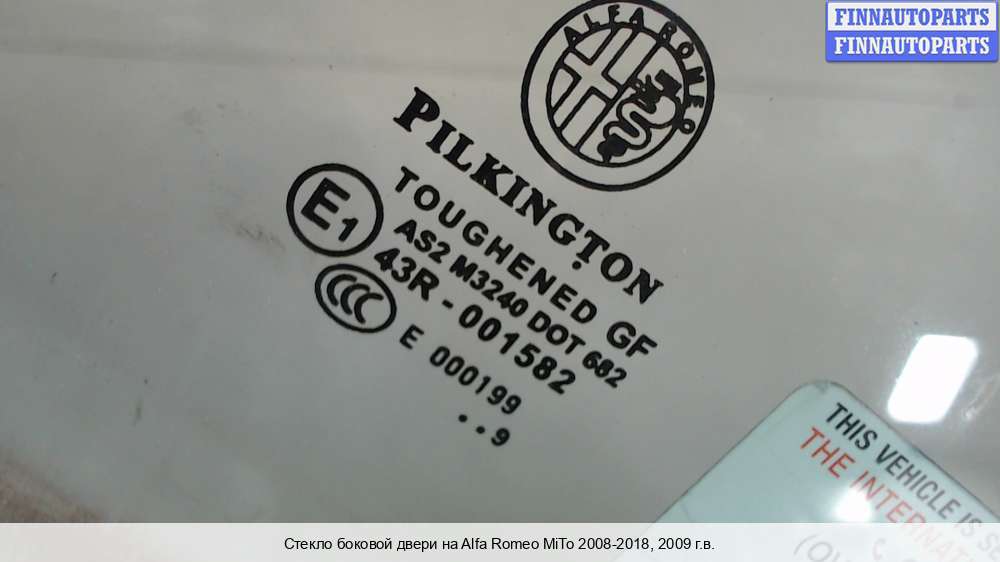 FINNAUTOPARTS
FINNAUTOPARTS
ALFA ROMEO
PILKINGTON
TOUGHENED GF
AS2 M3240 DOT 682
E1
43R - 001582
CCC
E 000199
. . 9
THIS VEHICLE IS
THE
Стекло боковой двери на Alfa Romeo MiTo 2008-2018, 2009 г.в.